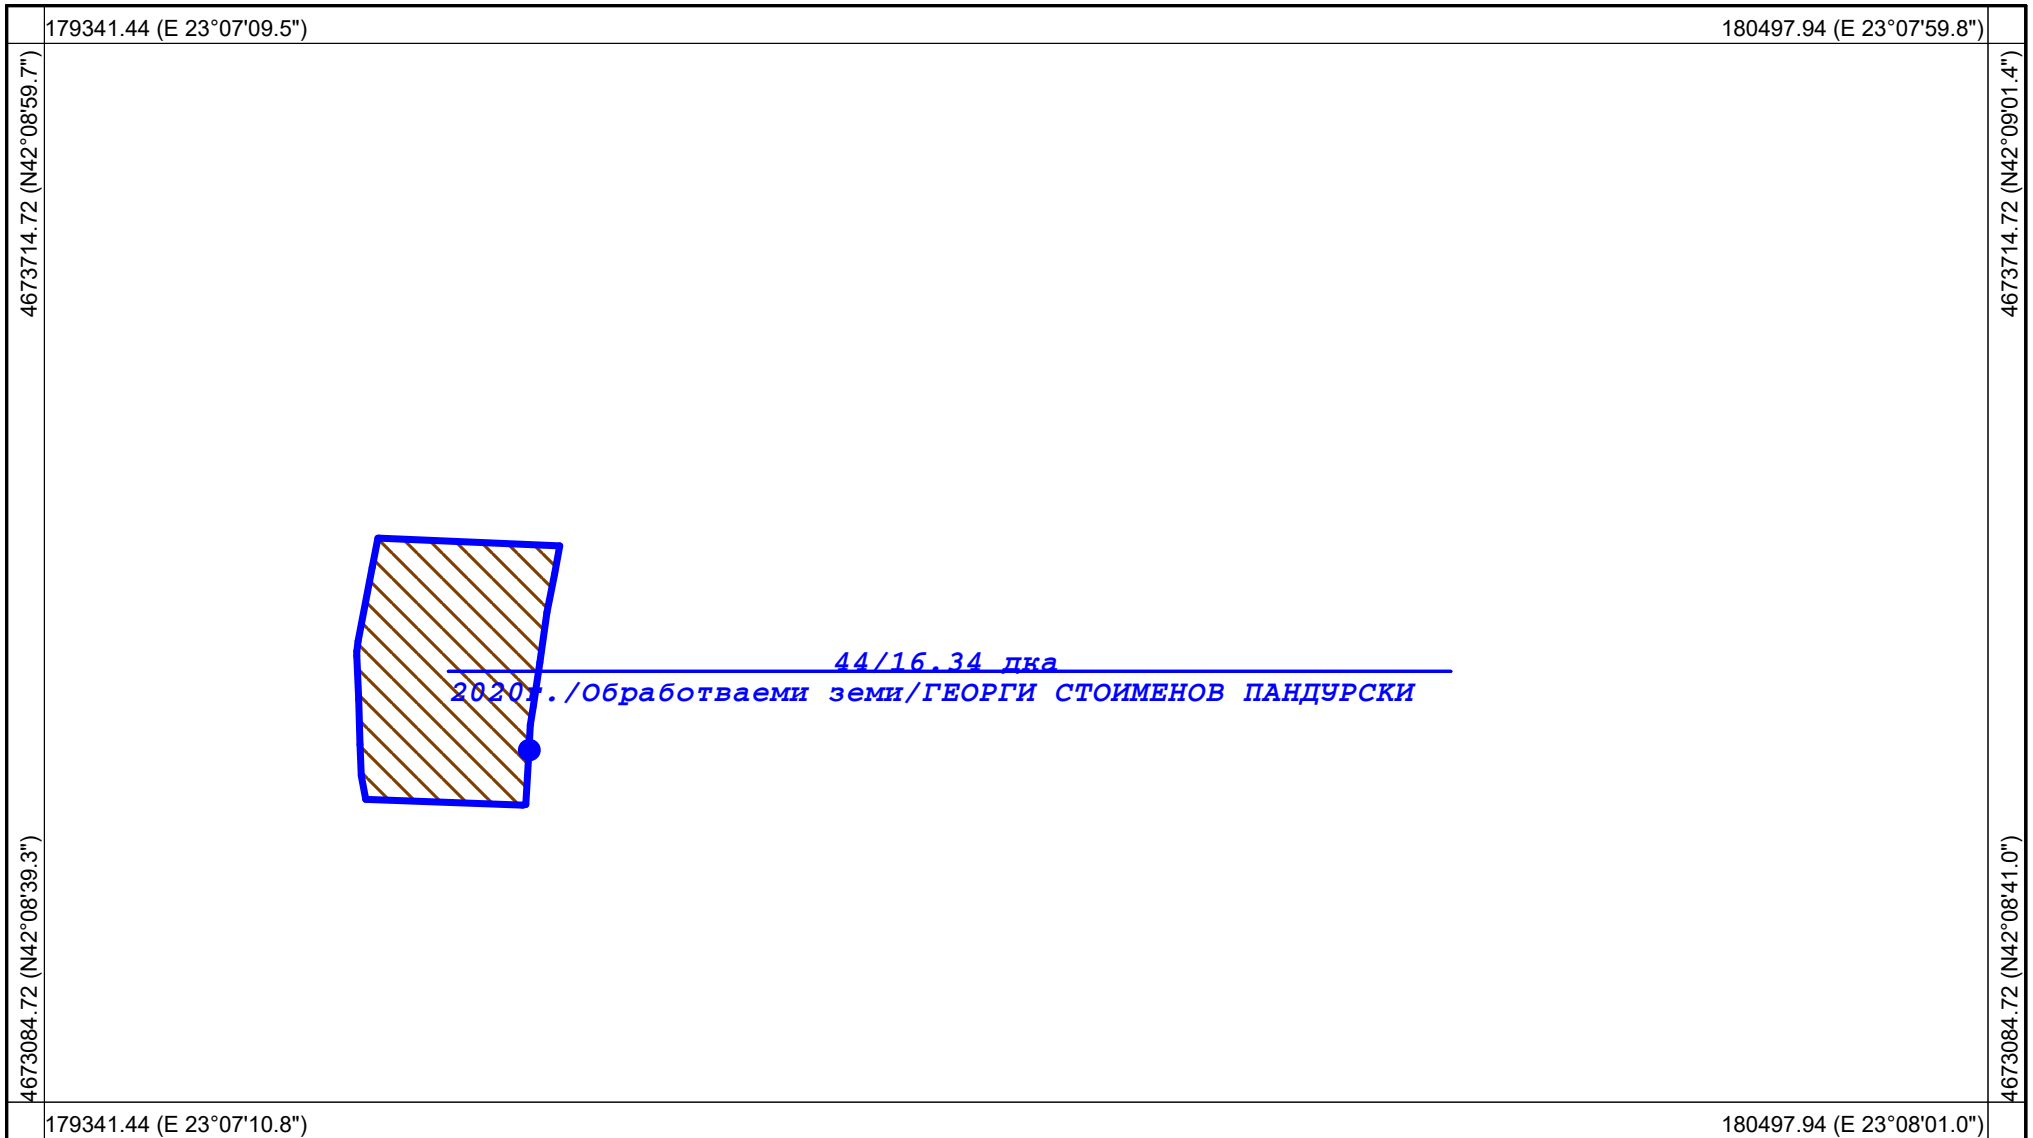 179341.44 (E 23°07'09.5")
180497.94 (E 23°07'59.8")
4673714.72 (N42°08'59.7")
4673714.72 (N42°09'01.4")
44/16.34 дка
2020г./Обработваеми земи/ГЕОРГИ СТОИМЕНОВ ПАНДУРСКИ
4673084.72 (N42°08'39.3")
4673084.72 (N42°08'41.0")
179341.44 (E 23°07'10.8")
180497.94 (E 23°08'01.0")